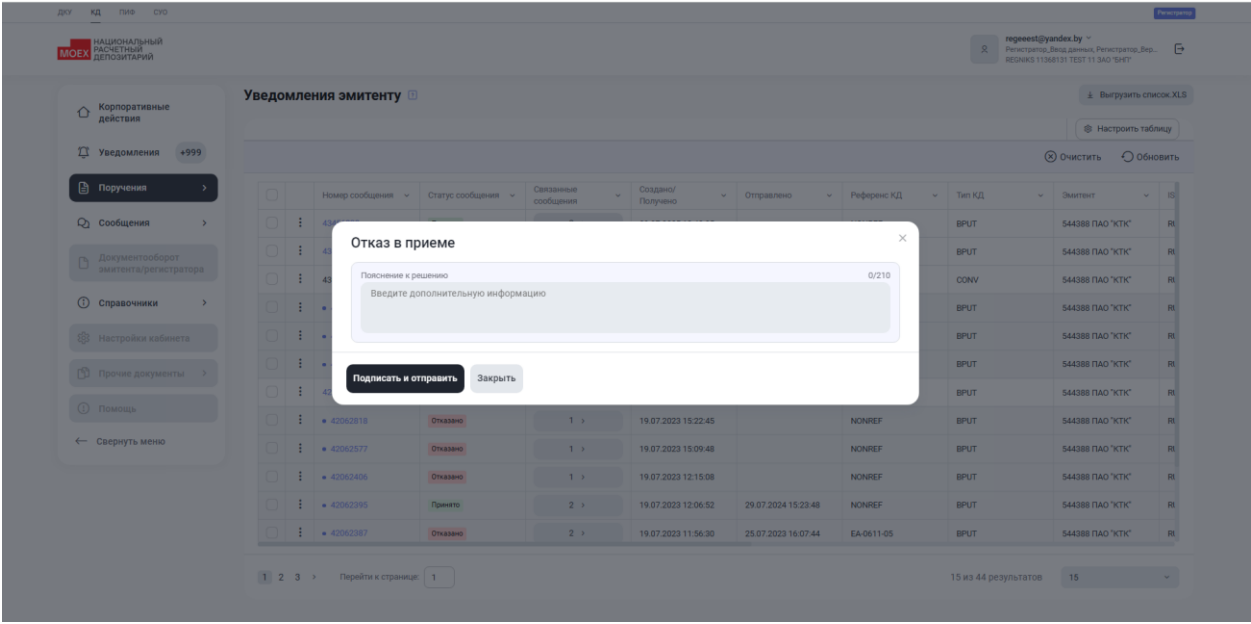 ДКУ КД ПИФ СУО Регистратор
MOEX НАЦИОНАЛЬНЫЙ РАСЧЕТНЫЙ ДЕПОЗИТАРИЙ
regeeest@yandex.by
Регистратор_Ввод данных, Регистратор_Вер...
REGNIKS 11368131 TEST 11 ЗАО "ВНП"
Корпоративные действия
Уведомления +999
Поручения
Сообщения
Документооборот эмитента/регистратора
Справочники
Настройки кабинета
Прочие документы
Помощь
Свернуть меню
Уведомления эмитенту
Выгрузить список.XLS
Настроить таблицу
Очистить Обновить
Номер сообщения Статус сообщения Связанные сообщения Создано/Получено Отправлено Референс КД Тип КД Эмитент
BPUT 544388 ПАО "КТК"
BPUT 544388 ПАО "КТК"
CONV 544388 ПАО "КТК"
BPUT 544388 ПАО "КТК"
BPUT 544388 ПАО "КТК"
BPUT 544388 ПАО "КТК"
BPUT 544388 ПАО "КТК"
Отказ в приеме
Пояснение к решению 0/210
Введите дополнительную информацию
Подписать и отправить Закрыть
42062818 Отказано 1 19.07.2023 15:22:45 NONREF BPUT 544388 ПАО "КТК"
42062577 Отказано 1 19.07.2023 15:09:48 NONREF BPUT 544388 ПАО "КТК"
42062406 Отказано 1 19.07.2023 12:15:08 NONREF BPUT 544388 ПАО "КТК"
42062395 Принято 2 19.07.2023 12:06:52 29.07.2024 15:23:48 NONREF BPUT 544388 ПАО "КТК"
42062387 Отказано 2 19.07.2023 11:56:30 25.07.2023 16:07:44 EA-0611-05 BPUT 544388 ПАО "КТК"
1 2 3 Перейти к странице: 1 15 из 44 результатов 15